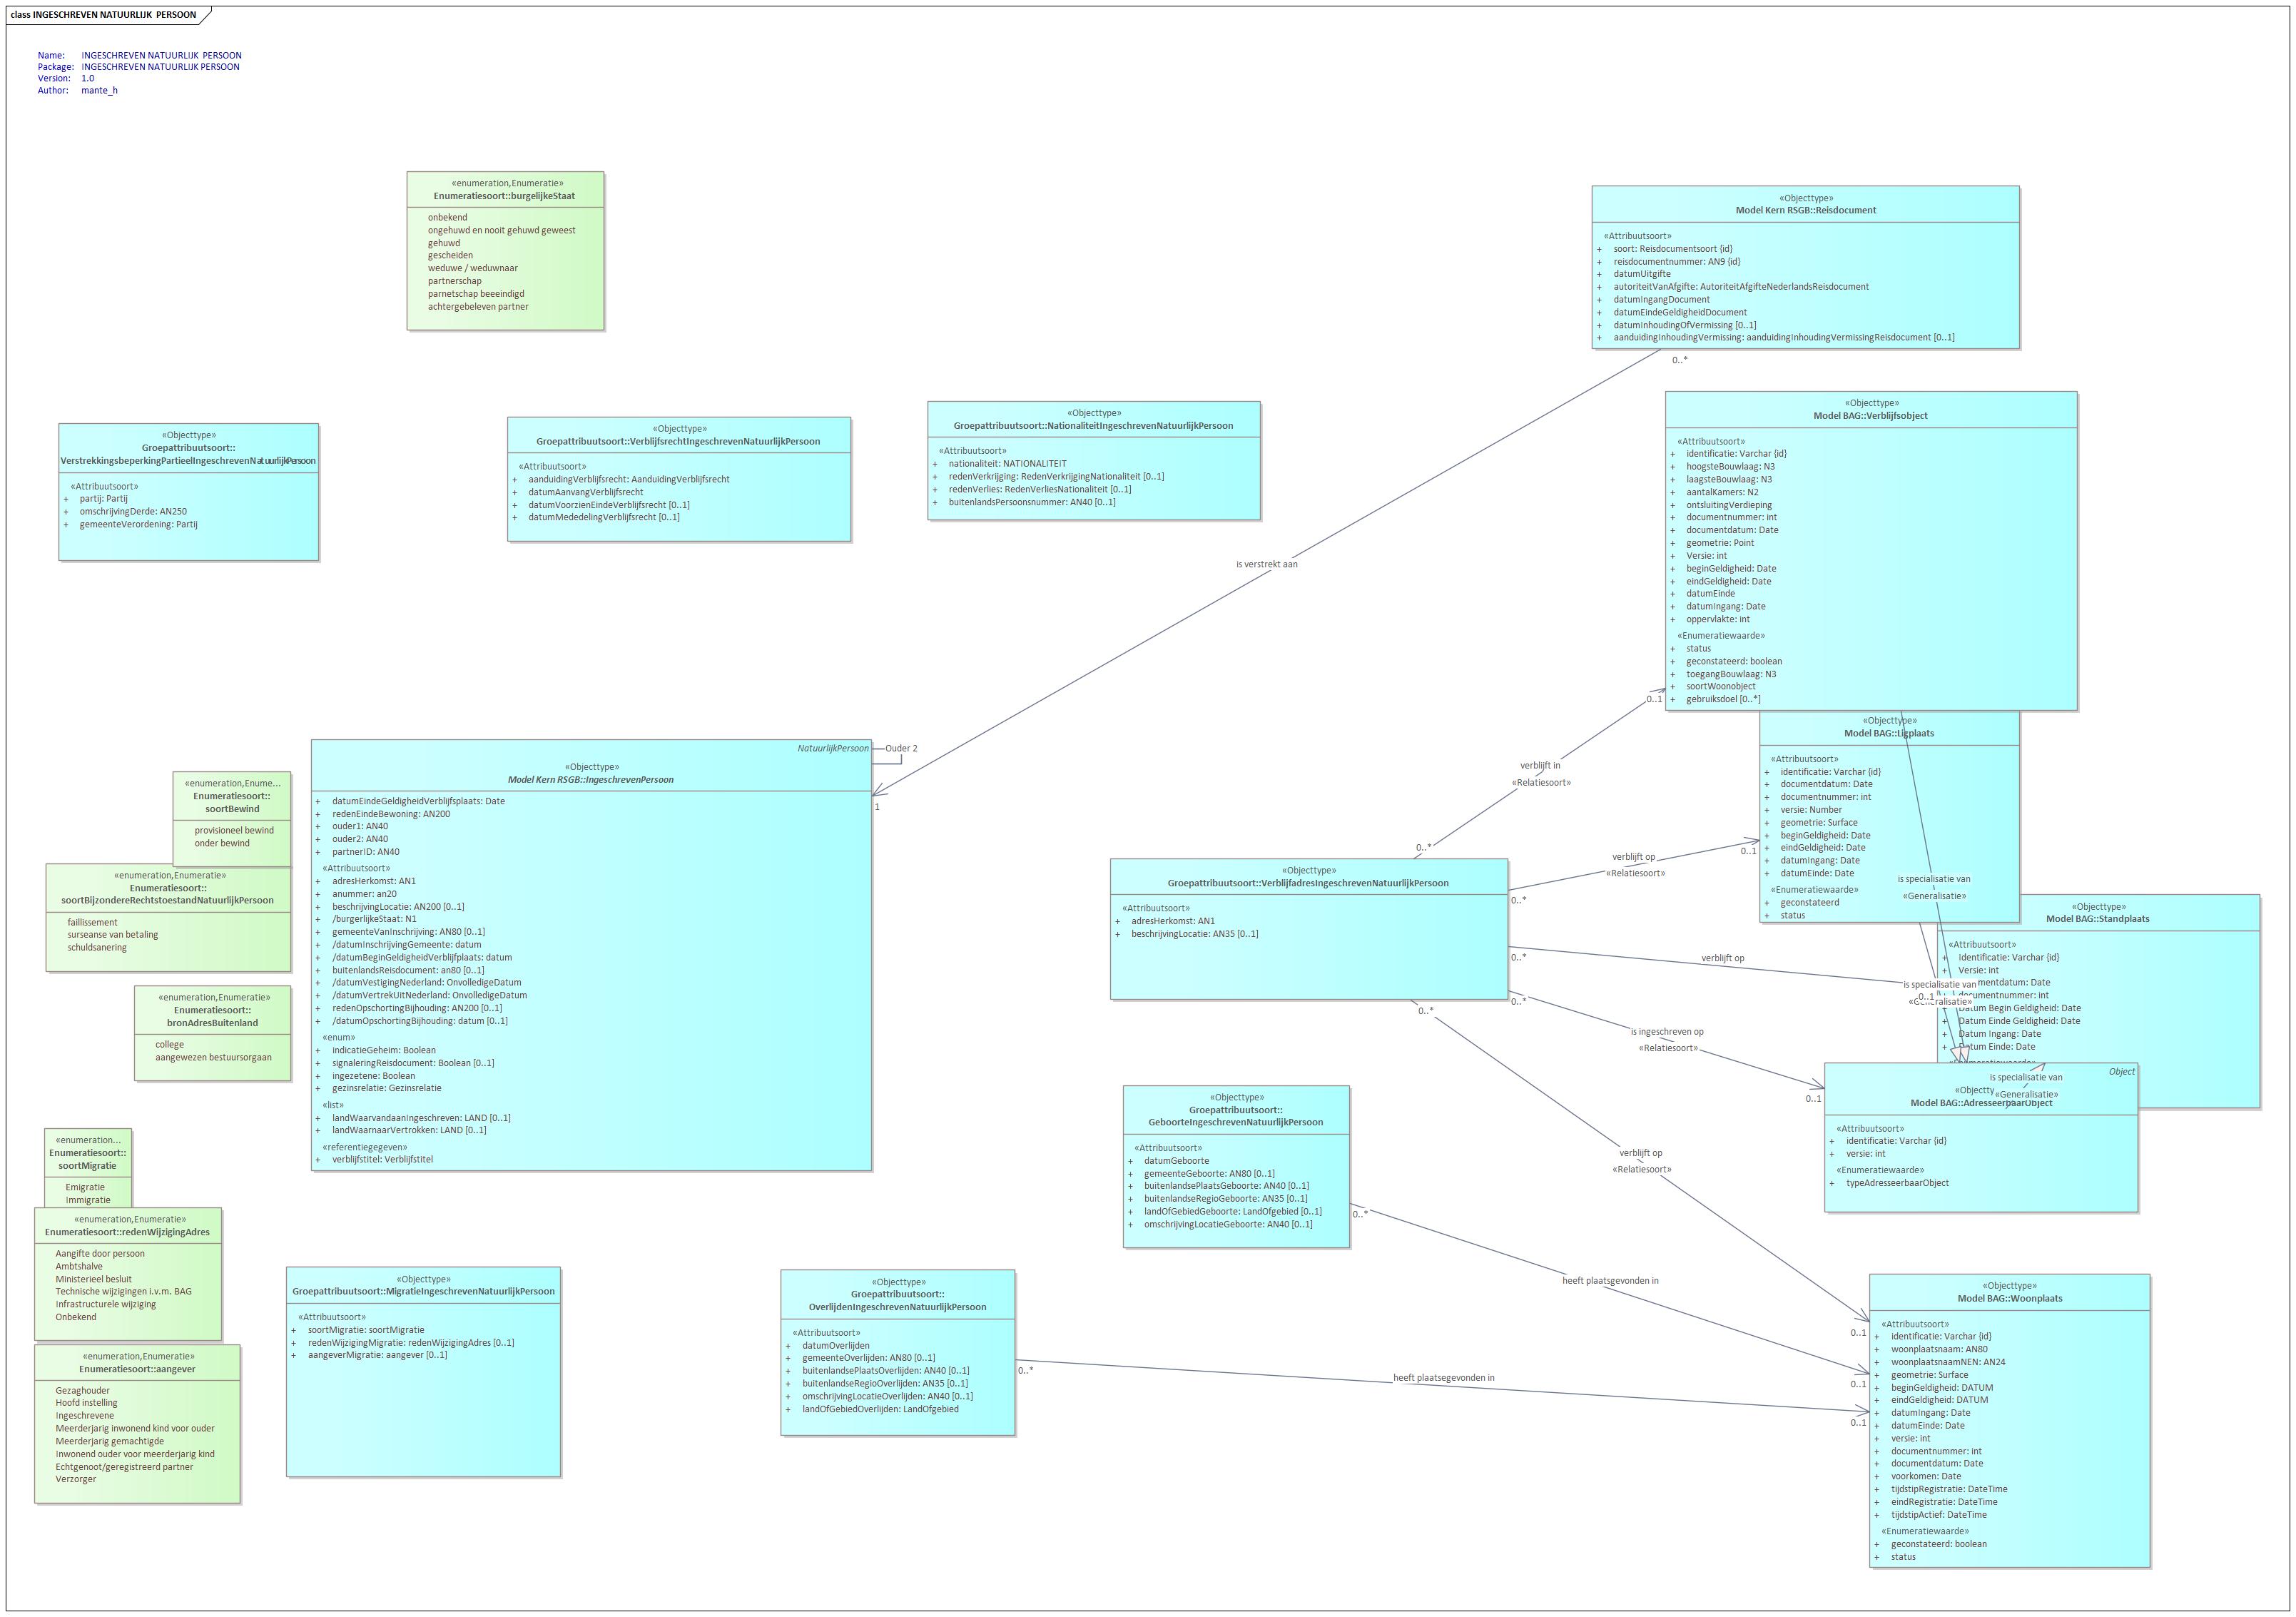 class INGESCHREVEN NATUURLIJK  PERSOON
Name: INGESCHREVEN NATUURLIJK  PERSOON
Package: INGESCHREVEN NATUURLIJK PERSOON
Version: 1.0
Author: mante_h
«enumeration,Enumeratie»
Enumeratiesoort::burgelijkeStaat
onbekend
ongehuwd en nooit gehuwd geweest
gehuwd
gescheiden
weduwe / weduwnaar
partnerschap
parnetschap beeeindigd
achtergebeleven partner
«Objecttype»
Model Kern RSGB::Reisdocument
«Attribuutsoort»
+ soort: Reisdocumentsoort {id}
+ reisdocumentnummer: AN9 {id}
+ datumUitgifte
+ autoriteitVanAfgifte: AutoriteitAfgifteNederlandsReisdocument
+ datumIngangDocument
+ datumEindeGeldigheidDocument
+ datumInhoudingOfVermissing [0..1]
+ aanduidingInhoudingVermissing: aanduidingInhoudingVermissingReisdocument [0..1]
0..*
is verstrekt aan
1
«Objecttype»
Groepattribuutsoort::
VerstrekkingsbeperkingPartieelIngeschrevenNatuurlijkPersoon
«Attribuutsoort»
+ partij: Partij
+ omschrijvingDerde: AN250
+ gemeenteVerordening: Partij
«Objecttype»
Groepattribuutsoort::VerblijfsrechtIngeschrevenNatuurlijkPersoon
«Attribuutsoort»
+ aanduidingVerblijfsrecht: AanduidingVerblijfsrecht
+ datumAanvangVerblijfsrecht
+ datumVoorzienEindeVerblijfsrecht [0..1]
+ datumMededelingVerblijfsrecht [0..1]
«Objecttype»
Groepattribuutsoort::NationaliteitIngeschrevenNatuurlijkPersoon
«Attribuutsoort»
+ nationaliteit: NATIONALITEIT
+ redenVerkrijging: RedenVerkrijgingNationaliteit [0..1]
+ redenVerlies: RedenVerliesNationaliteit [0..1]
+ buitenlandsPersoonsnummer: AN40 [0..1]
«Objecttype»
Model BAG::Verblijfsobject
«Attribuutsoort»
+ identificatie: Varchar {id}
+ hoogsteBouwlaag: N3
+ laagsteBouwlaag: N3
+ aantalKamers: N2
+ ontsluitingVerdieping
+ documentnummer: int
+ documentdatum: Date
+ geometrie: Point
+ Versie: int
+ beginGeldigheid: Date
+ eindGeldigheid: Date
+ datumEinde
+ datumIngang: Date
+ oppervlakte: int
«Enumeratiewaarde»
+ status
+ geconstateerd: boolean
+ toegangBouwlaag: N3
+ soortWoonobject
+ gebruiksdoel [0..*]
NatuurlijkPersoon
«Objecttype»
Model Kern RSGB::IngeschrevenPersoon
+ datumEindeGeldigheidVerblijfsplaats: Date
+ redenEindeBewoning: AN200
+ ouder1: AN40
+ ouder2: AN40
+ partnerID: AN40
«Attribuutsoort»
+ adresHerkomst: AN1
+ anummer: an20
+ beschrijvingLocatie: AN200 [0..1]
+ /burgerlijkeStaat: N1
+ gemeenteVanInschrijving: AN80 [0..1]
+ /datumInschrijvingGemeente: datum
+ /datumBeginGeldigheidVerblijfplaats: datum
+ buitenlandsReisdocument: an80 [0..1]
+ /datumVestigingNederland: OnvolledigeDatum
+ /datumVertrekUitNederland: OnvolledigeDatum
+ redenOpschortingBijhouding: AN200 [0..1]
+ /datumOpschortingBijhouding: datum [0..1]
«enum»
+ indicatieGeheim: Boolean
+ signaleringReisdocument: Boolean [0..1]
+ ingezetene: Boolean
+ gezinsrelatie: Gezinsrelatie
«list»
+ landWaarvandaanIngeschreven: LAND [0..1]
+ landWaarnaarVertrokken: LAND [0..1]
«referentiegegeven»
+ verblijfstitel: Verblijfstitel
Ouder 2
«enumeration,Enume...
Enumeratiesoort::
soortBewind
provisioneel bewind
onder bewind
«enumeration,Enumeratie»
Enumeratiesoort::
soortBijzondereRechtstoestandNatuurlijkPersoon
faillissement
surseanse van betaling
schuldsanering
«enumeration,Enumeratie»
Enumeratiesoort::
bronAdresBuitenland
college
aangewezen bestuursorgaan
«enumeration...
Enumeratiesoort::
soortMigratie
Emigratie
Immigratie
«enumeration,Enumeratie»
Enumeratiesoort::redenWijzigingAdres
Aangifte door persoon
Ambtshalve
Ministerieel besluit
Technische wijzigingen i.v.m. BAG
Infrastructurele wijziging
Onbekend
«enumeration,Enumeratie»
Enumeratiesoort::aangever
Gezaghouder
Hoofd instelling
Ingeschrevene
Meerderjarig inwonend kind voor ouder
Meerderjarig gemachtigde
Inwonend ouder voor meerderjarig kind
Echtgenoot/geregistreerd partner
Verzorger
«Objecttype»
Groepattribuutsoort::MigratieIngeschrevenNatuurlijkPersoon
«Attribuutsoort»
+ soortMigratie: soortMigratie
+ redenWijzigingMigratie: redenWijzigingAdres [0..1]
+ aangeverMigratie: aangever [0..1]
«Objecttype»
Groepattribuutsoort::
OverlijdenIngeschrevenNatuurlijkPersoon
«Attribuutsoort»
+ datumOverlijden
+ gemeenteOverlijden: AN80 [0..1]
+ buitenlandsePlaatsOverlijden: AN40 [0..1]
+ buitenlandseRegioOverlijden: AN35 [0..1]
+ omschrijvingLocatieOverlijden: AN40 [0..1]
+ landOfGebiedOverlijden: LandOfgebied
0..*
heeft plaatsegevonden in
0..1
«Objecttype»
Groepattribuutsoort::
GeboorteIngeschrevenNatuurlijkPersoon
«Attribuutsoort»
+ datumGeboorte
+ gemeenteGeboorte: AN80 [0..1]
+ buitenlandsePlaatsGeboorte: AN40 [0..1]
+ buitenlandseRegioGeboorte: AN35 [0..1]
+ landOfGebiedGeboorte: LandOfgebied [0..1]
+ omschrijvingLocatieGeboorte: AN40 [0..1]
0..*
heeft plaatsgevonden in
0..1
«Objecttype»
Groepattribuutsoort::VerblijfadresIngeschrevenNatuurlijkPersoon
«Attribuutsoort»
+ adresHerkomst: AN1
+ beschrijvingLocatie: AN35 [0..1]
0..*
verblijft in
«Relatiesoort»
0..1
0..*
verblijft op
«Relatiesoort»
0..1
0..*
verblijft op
0..1
0..*
is ingeschreven op
«Relatiesoort»
0..1
0..*
verblijft op
«Relatiesoort»
0..1
«Objecttype»
Model BAG::Ligplaats
«Attribuutsoort»
+ identificatie: Varchar {id}
+ documentdatum: Date
+ documentnummer: int
+ versie: Number
+ geometrie: Surface
+ beginGeldigheid: Date
+ eindGeldigheid: Date
+ datumIngang: Date
+ datumEinde: Date
«Enumeratiewaarde»
+ geconstateerd
+ status
is specialisatie van
«Generalisatie»
«Objecttype»
Model BAG::Standplaats
«Attribuutsoort»
+ Identificatie: Varchar {id}
+ Versie: int
documentdatum: Date
documentnummer: int
Datum Begin Geldigheid: Date
+ Datum Einde Geldigheid: Date
+ Datum Ingang: Date
+ Datum Einde: Date
is specialisatie van
«Generalisatie»
Object
«Objecttype»
Model BAG::AdresseerbaarObject
is specialisatie van
«Generalisatie»
«Attribuutsoort»
+ identificatie: Varchar {id}
+ versie: int
«Enumeratiewaarde»
+ typeAdresseerbaarObject
«Objecttype»
Model BAG::Woonplaats
«Attribuutsoort»
+ identificatie: Varchar {id}
+ woonplaatsnaam: AN80
+ woonplaatsnaamNEN: AN24
+ geometrie: Surface
+ beginGeldigheid: DATUM
+ eindGeldigheid: DATUM
+ datumIngang: Date
+ datumEinde: Date
+ versie: int
+ documentnummer: int
+ documentdatum: Date
+ voorkomen: Date
+ tijdstipRegistratie: DateTime
+ eindRegistratie: DateTime
+ tijdstipActief: DateTime
«Enumeratiewaarde»
+ geconstateerd: boolean
+ status